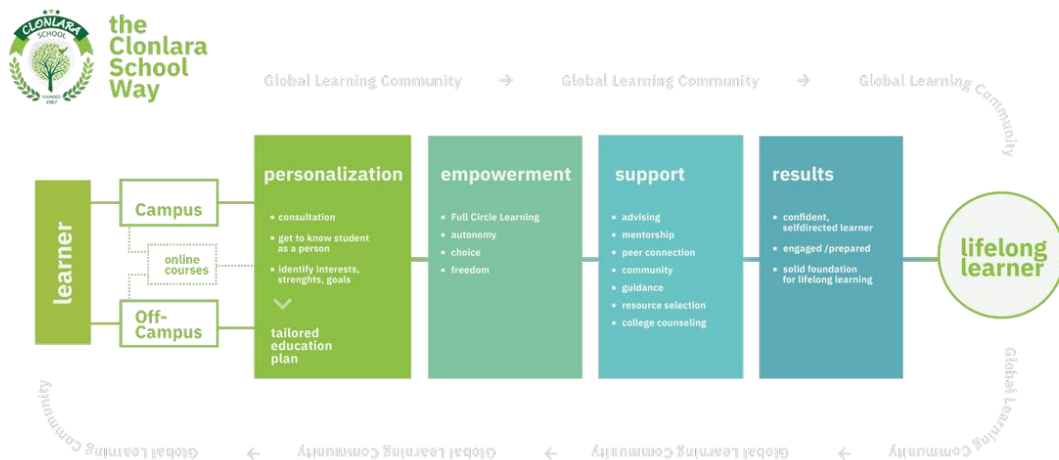 CLONLARA
SCHOOL
FOUNDED
1967
the
Clonlara
School
Way
Global Learning Community → Global Learning Community → Global Learning Community
learner
Campus
online
courses
Off-
Campus
personalization
• consultation
• get to know student
as a person
• identify interests,
strenghts, goals
tailored
education
plan
empowerment
• Full Circle Learning
• autonomy
• choice
• freedom
support
• advising
• mentorship
• peer connection
• community
• guidance
• resource selection
• college counseling
results
• confident,
selfdirected learner
• engaged /prepared
• solid foundation
for lifelong learning
lifelong
learner
Global Learning Community → Global Learning Community → Global Learning Community → Global Learning Community